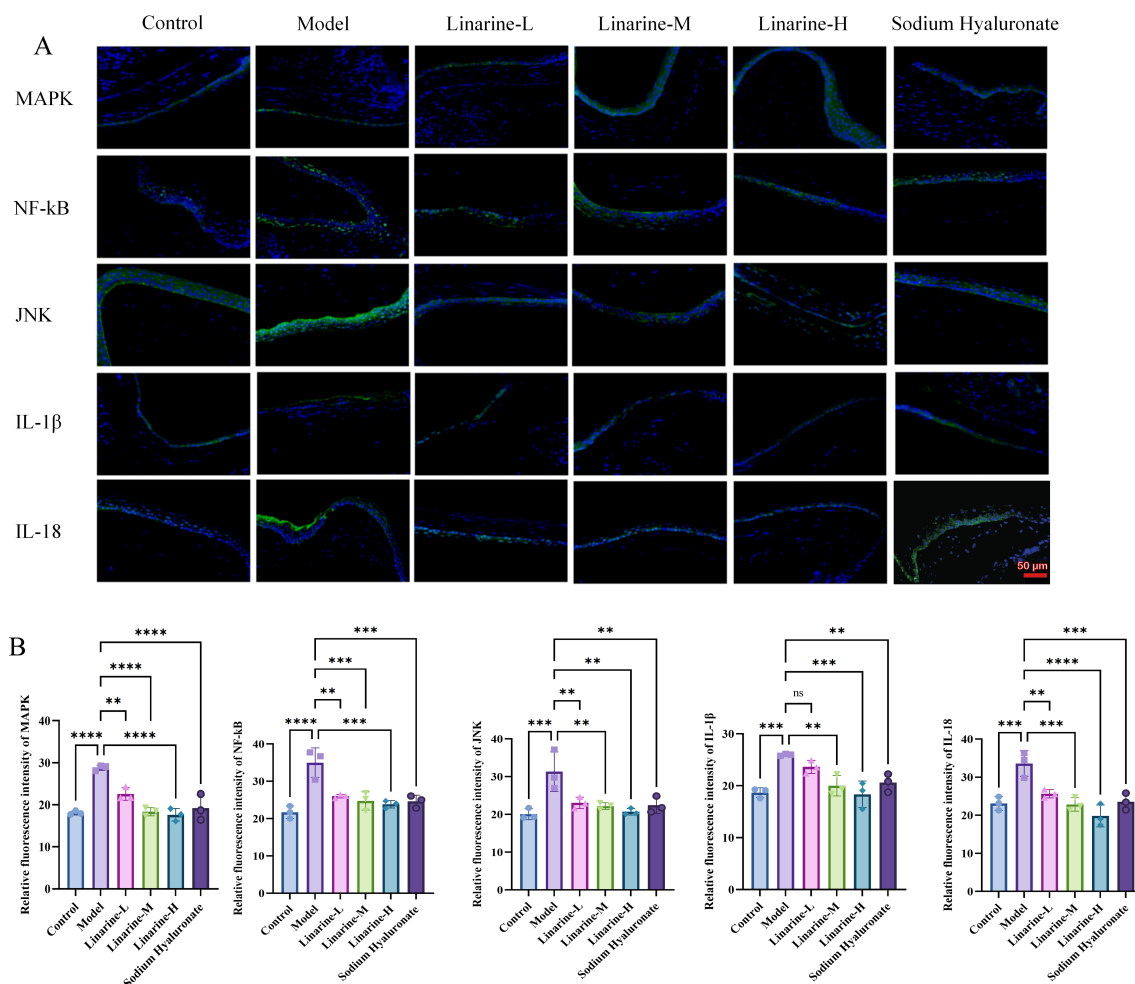 Control Model Linarine-L Linarine-M Linarine-H Sodium Hyaluronate
A
MAPK
NF-kB
JNK
IL-1β
IL-18
50 μm
B
Relative fluorescence intensity of MAPK
40
30
20
10
0
**** ** **** **** ****
Control
Model
Linarine-L
Linarine-M
Linarine-H
Sodium Hyaluronate
Relative fluorescence intensity of NF-kB
50
40
30
20
10
0
**** ** *** *** ***
Control
Model
Linarine-L
Linarine-M
Linarine-H
Sodium Hyaluronate
Relative fluorescence intensity of JNK
50
40
30
20
10
0
*** ** ** ** **
Control
Model
Linarine-L
Linarine-M
Linarine-H
Sodium Hyaluronate
Relative fluorescence intensity of IL-1β
30
20
10
0
*** ns ** *** **
Control
Model
Linarine-L
Linarine-M
Linarine-H
Sodium Hyaluronate
Relative fluorescence intensity of IL-18
50
40
30
20
10
0
*** ** *** **** ***
Control
Model
Linarine-L
Linarine-M
Linarine-H
Sodium Hyaluronate